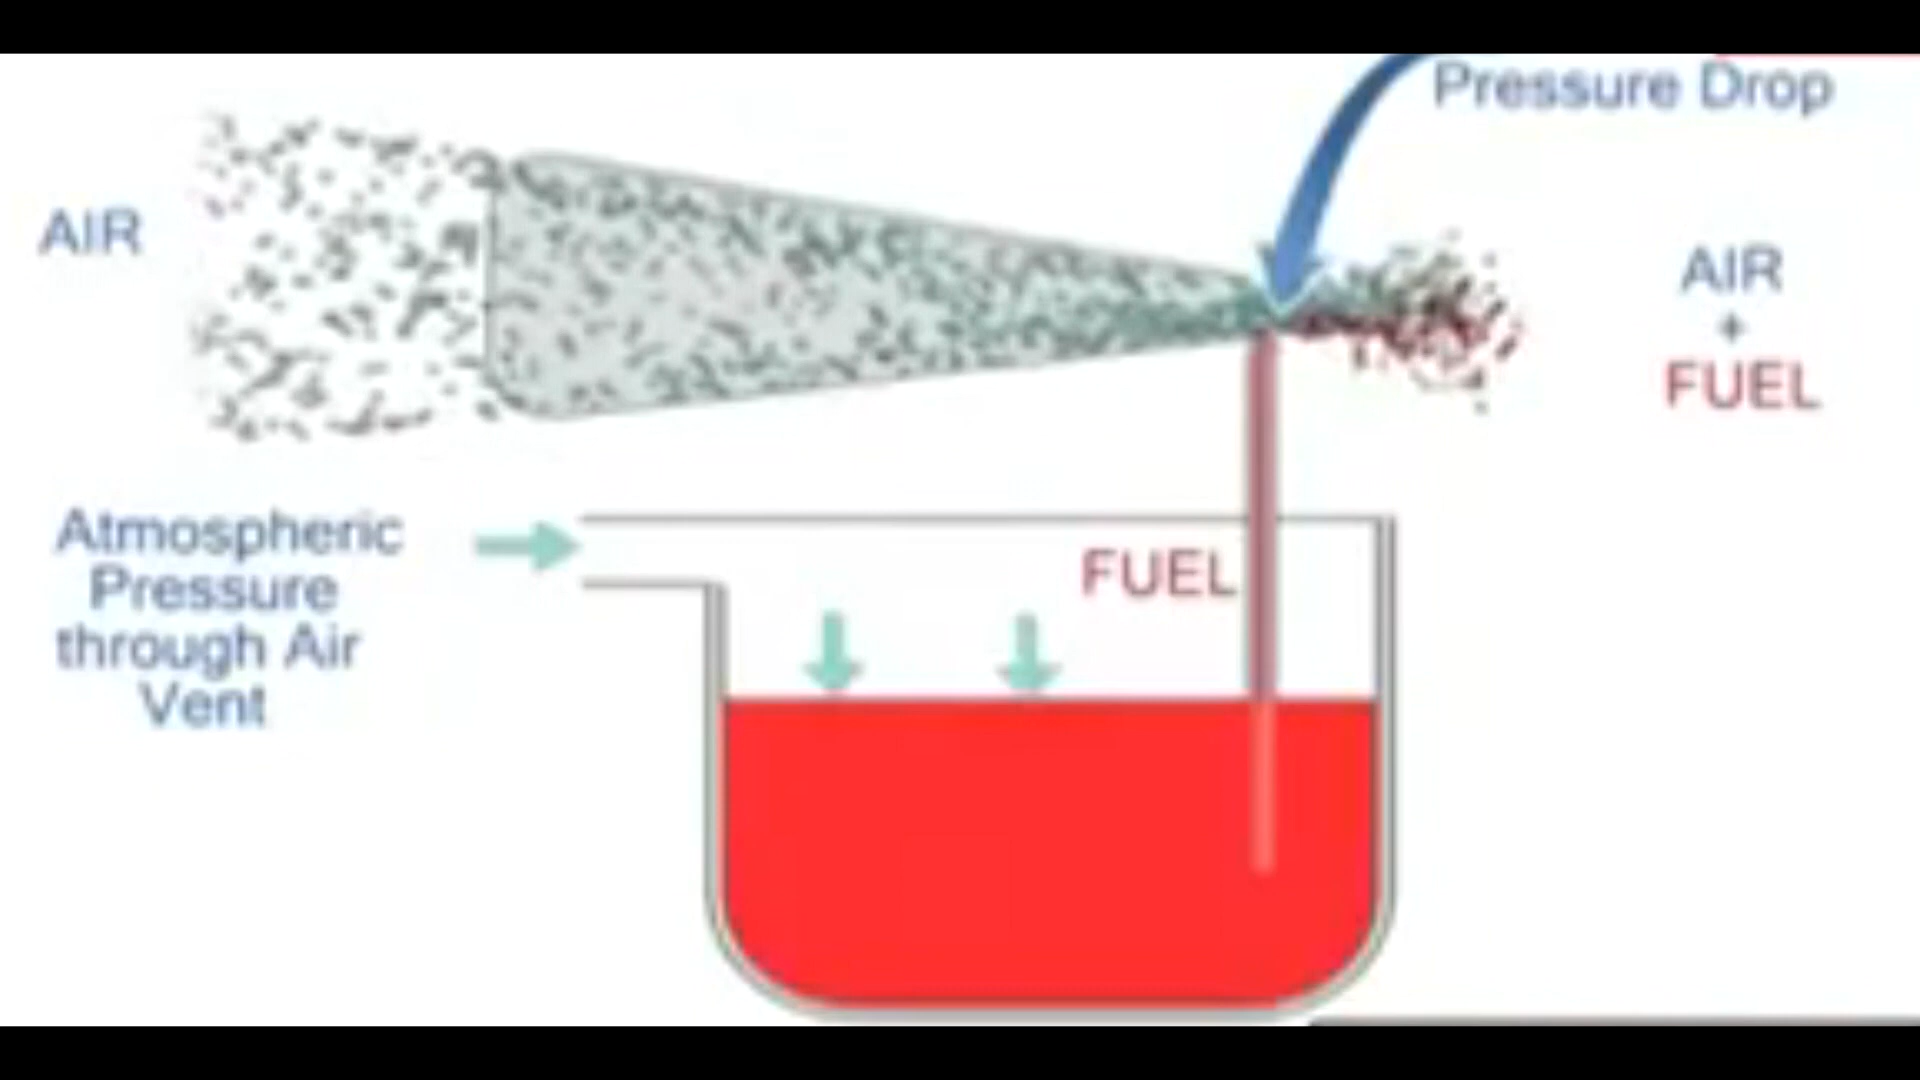 Pressure Drop
AIR
AIR
+
FUEL
Atmospheric
Pressure
through Air
Vent
FUEL